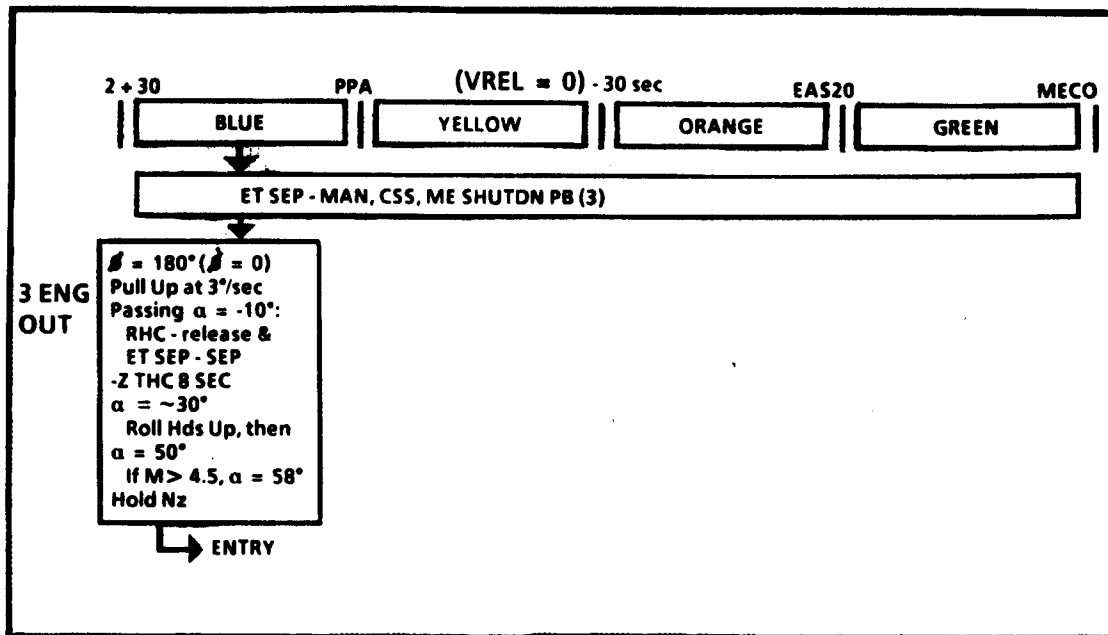 2 + 30 PPA (VREL = 0) - 30 sec EAS20 MECO
BLUE YELLOW ORANGE GREEN
ET SEP - MAN, CSS, ME SHUTDN PB (3)
3 ENG
OUT
= 180° ( = 0)
Pull Up at 3°/sec
Passing α = -10°:
RHC - release &
ET SEP - SEP
-Z THC 8 SEC
α = ~30°
Roll Hds Up, then
α = 50°
If M > 4.5, α = 58°
Hold Nz
ENTRY